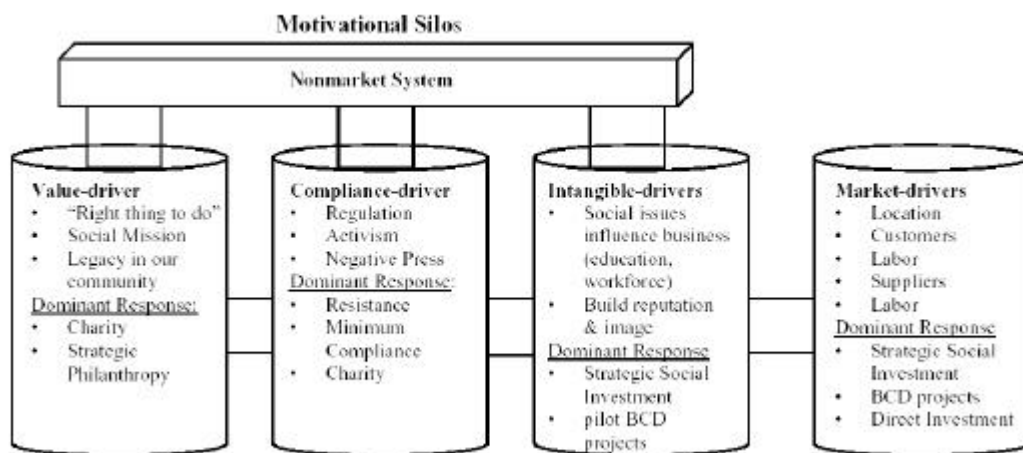 Motivational Silos
Nonmarket System
Value-driver
• “Right thing to do”
• Social Mission
• Legacy in our
community
Dominant Response:
• Charity
• Strategic
Philanthropy
Compliance-driver
• Regulation
• Activism
• Negative Press
Dominant Response:
• Resistance
• Minimum
Compliance
• Charity
Intangible-drivers
• Social issues
influence business
(education,
workforce)
• Build reputation
& image
Dominant Response
• Strategic Social
Investment
• pilot BCD
projects
Market-drivers
• Location
• Customers
• Labor
• Suppliers
• Labor
Dominant Response
• Strategic Social
Investment
• BCD projects
• Direct Investment